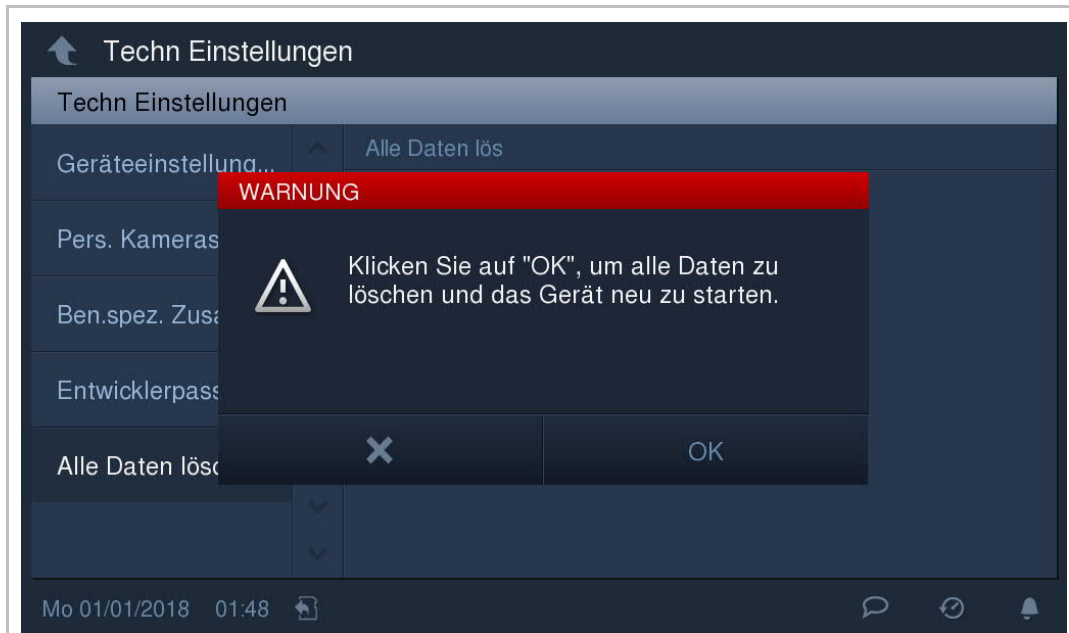 Techn Einstellungen
Techn Einstellungen
Geräteeinstellung...
Alle Daten lös
WARNUNG
Pers. Kameras
Klicken Sie auf "OK", um alle Daten zu
löschen und das Gerät neu zu starten.
Ben.spez. Zusa
Entwicklerpass
Alle Daten lösc
OK
Mo 01/01/2018 01:48